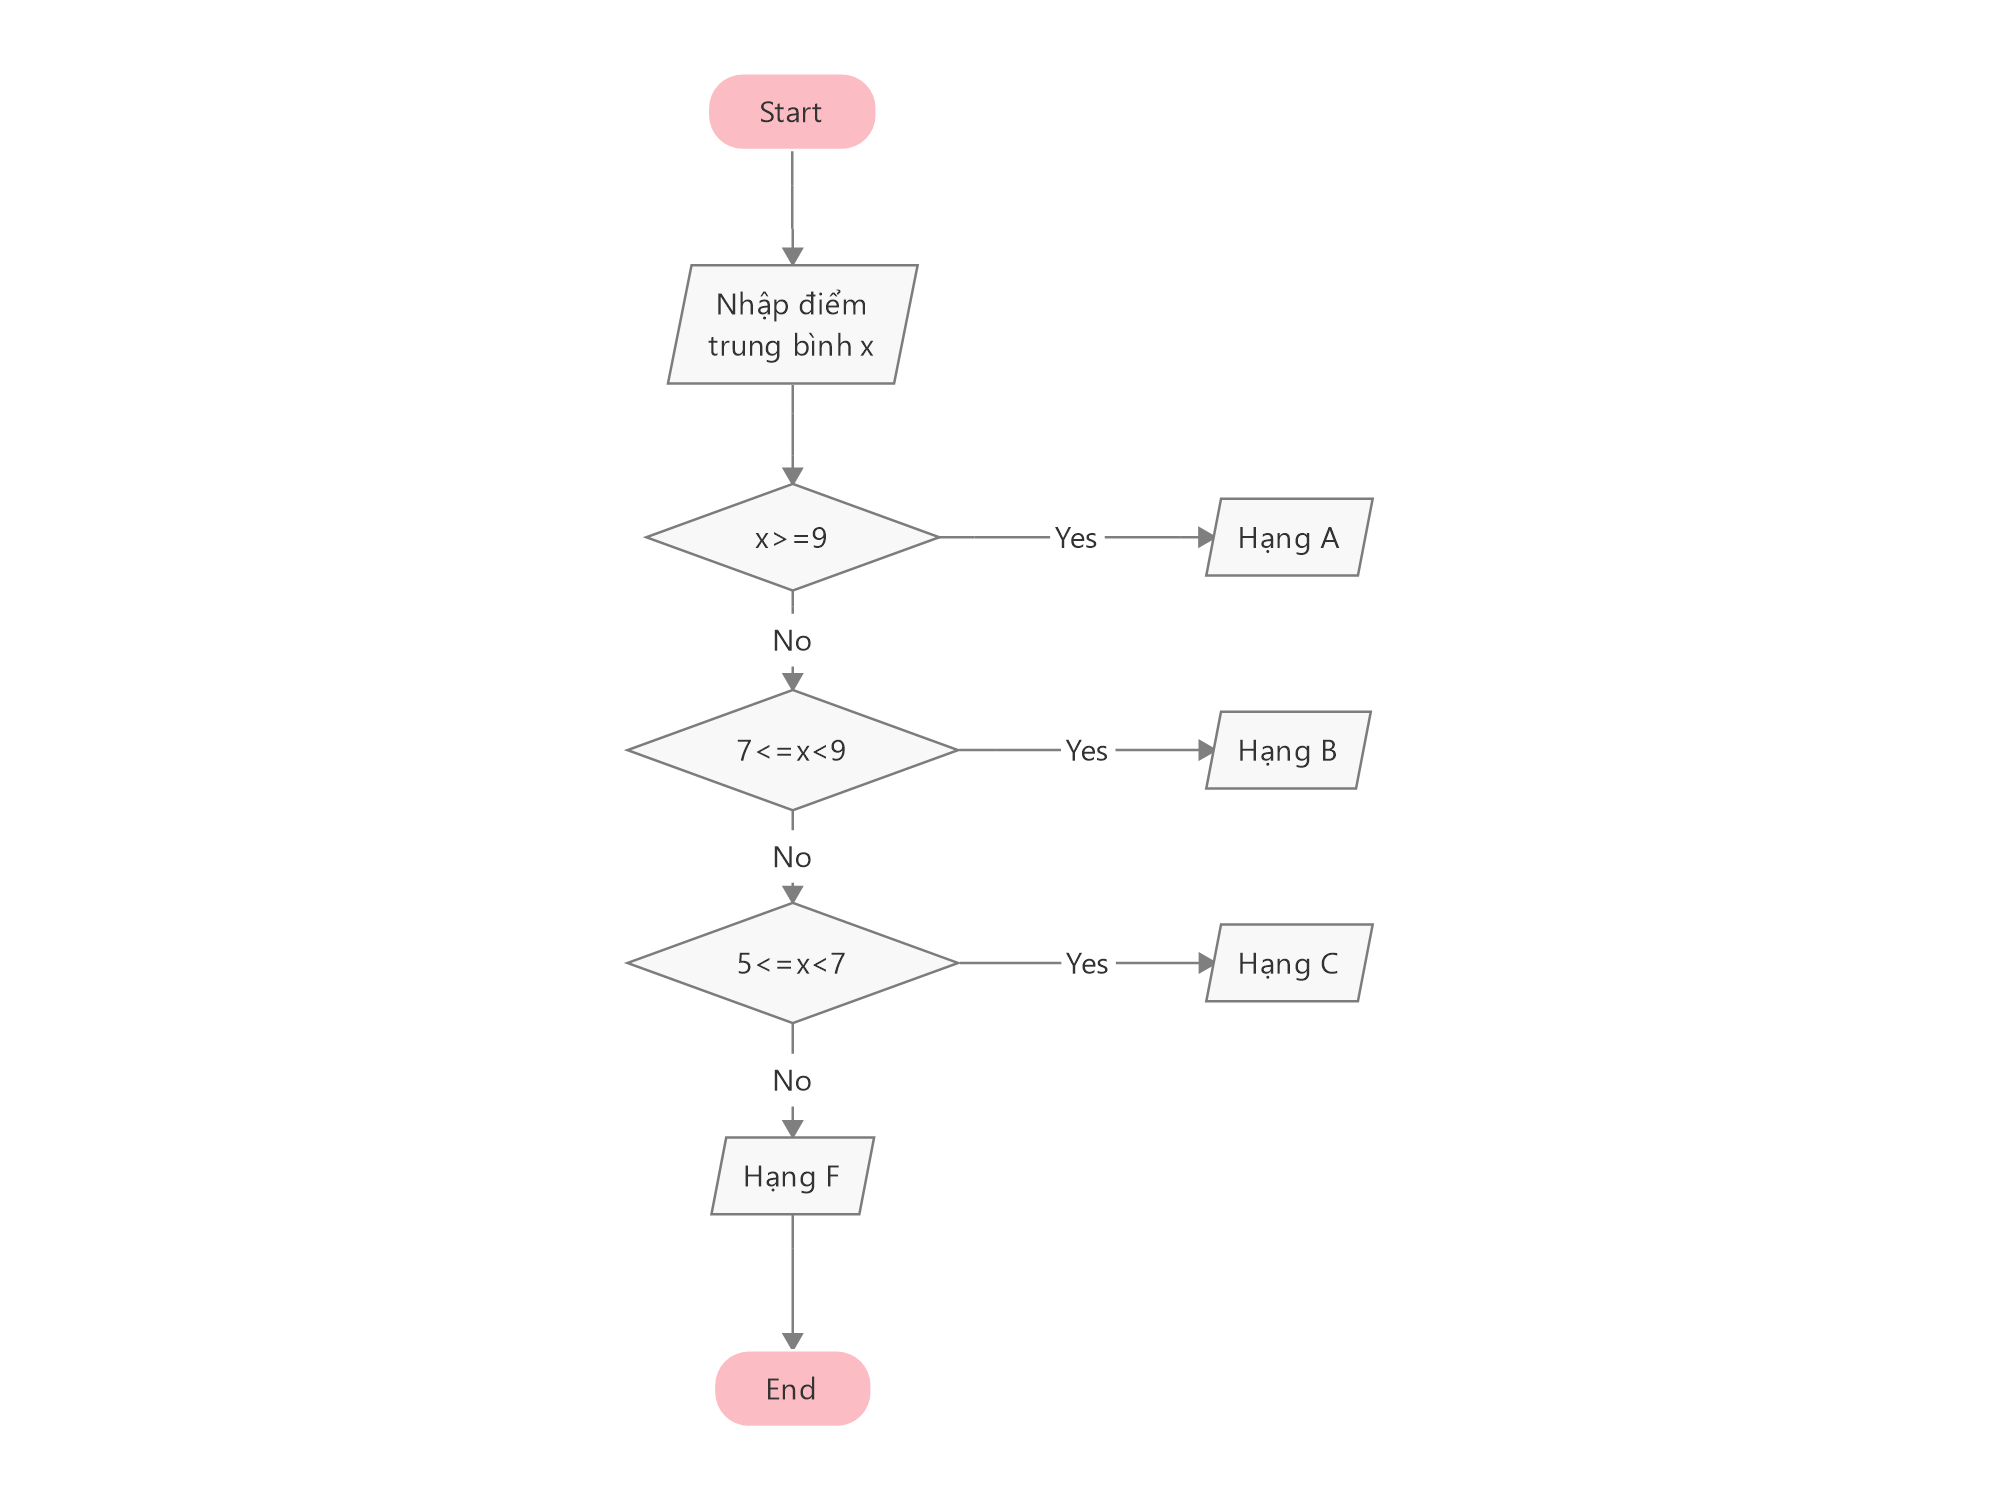 Start
Nhập điểm
trung bình x
x>=9
Yes
Hạng A
No
7<=x<9
Yes
Hạng B
No
5<=x<7
Yes
Hạng C
No
Hạng F
End